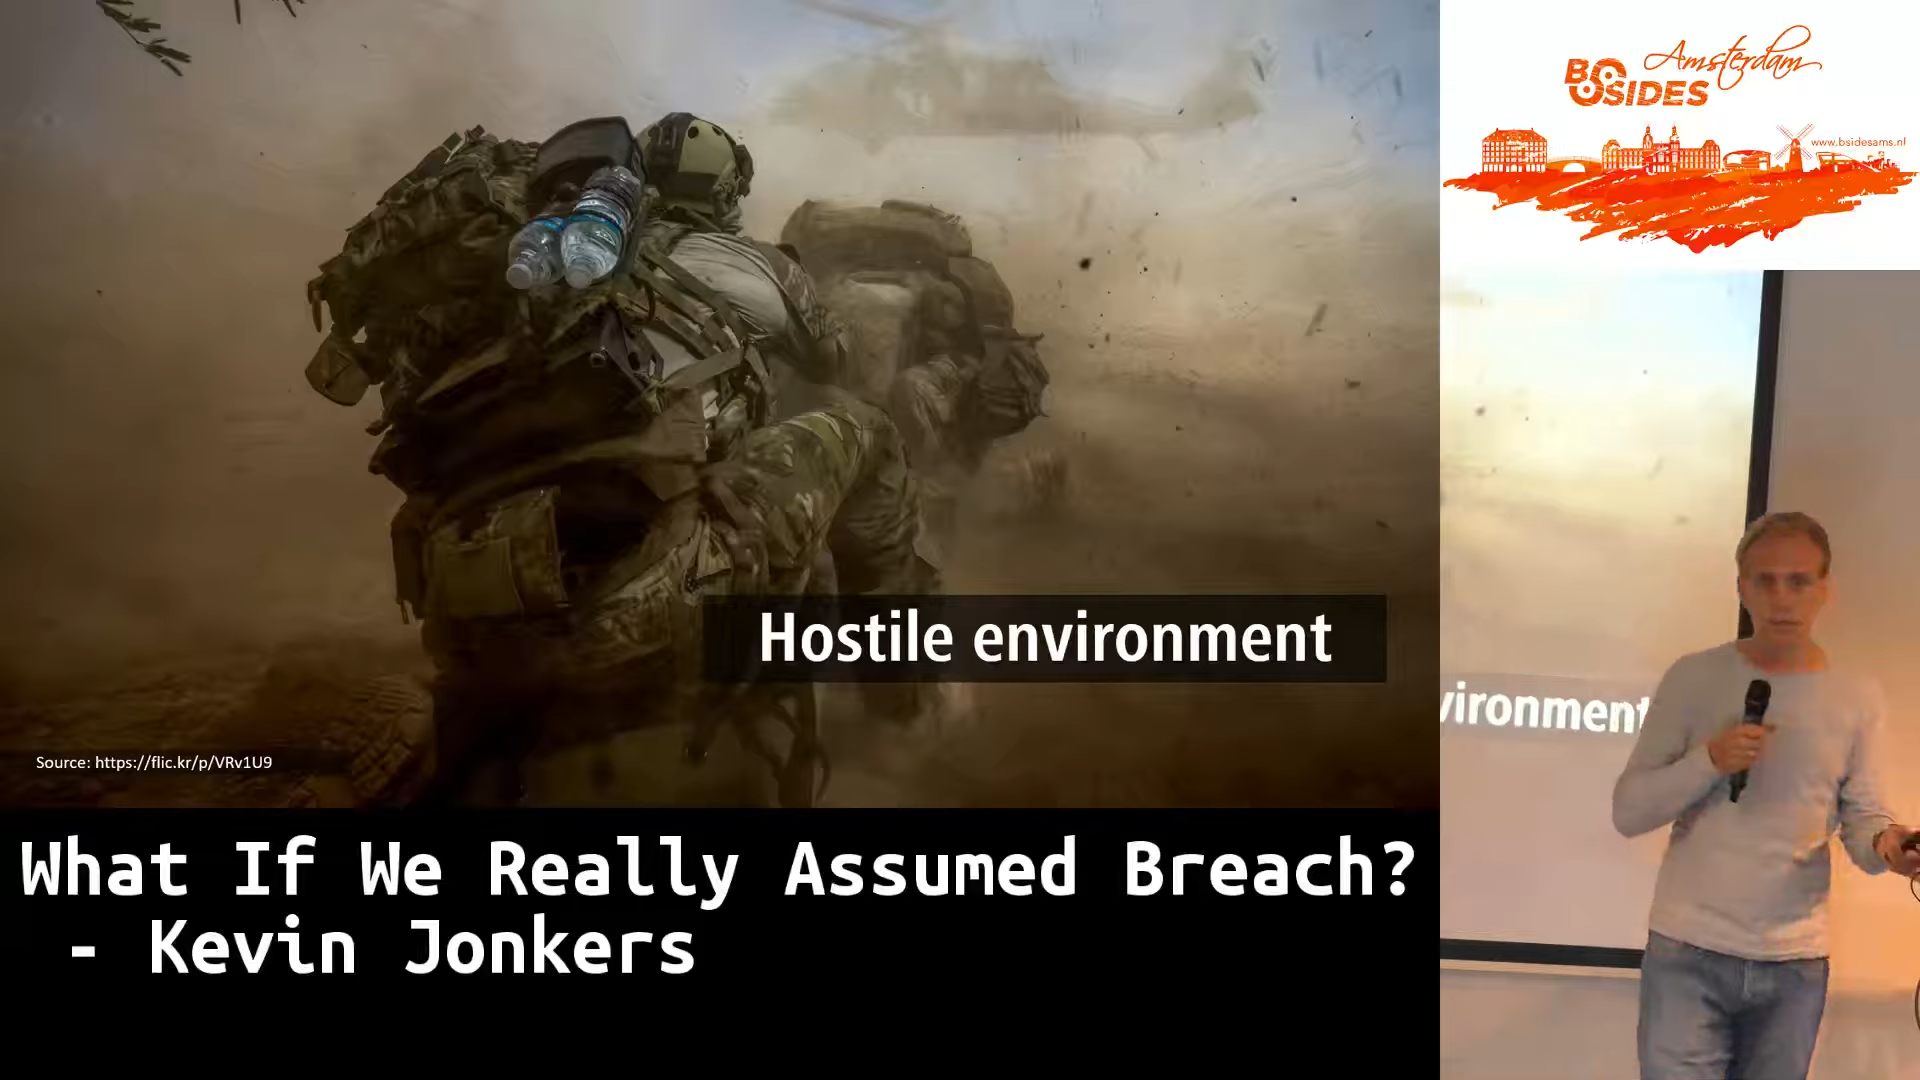 Hostile environment
Source: https://flic.kr/p/VRv1U9
What If We Really Assumed Breach?
- Kevin Jonkers
Amsterdam
BSIDES
www.bsidesams.nl
vironment